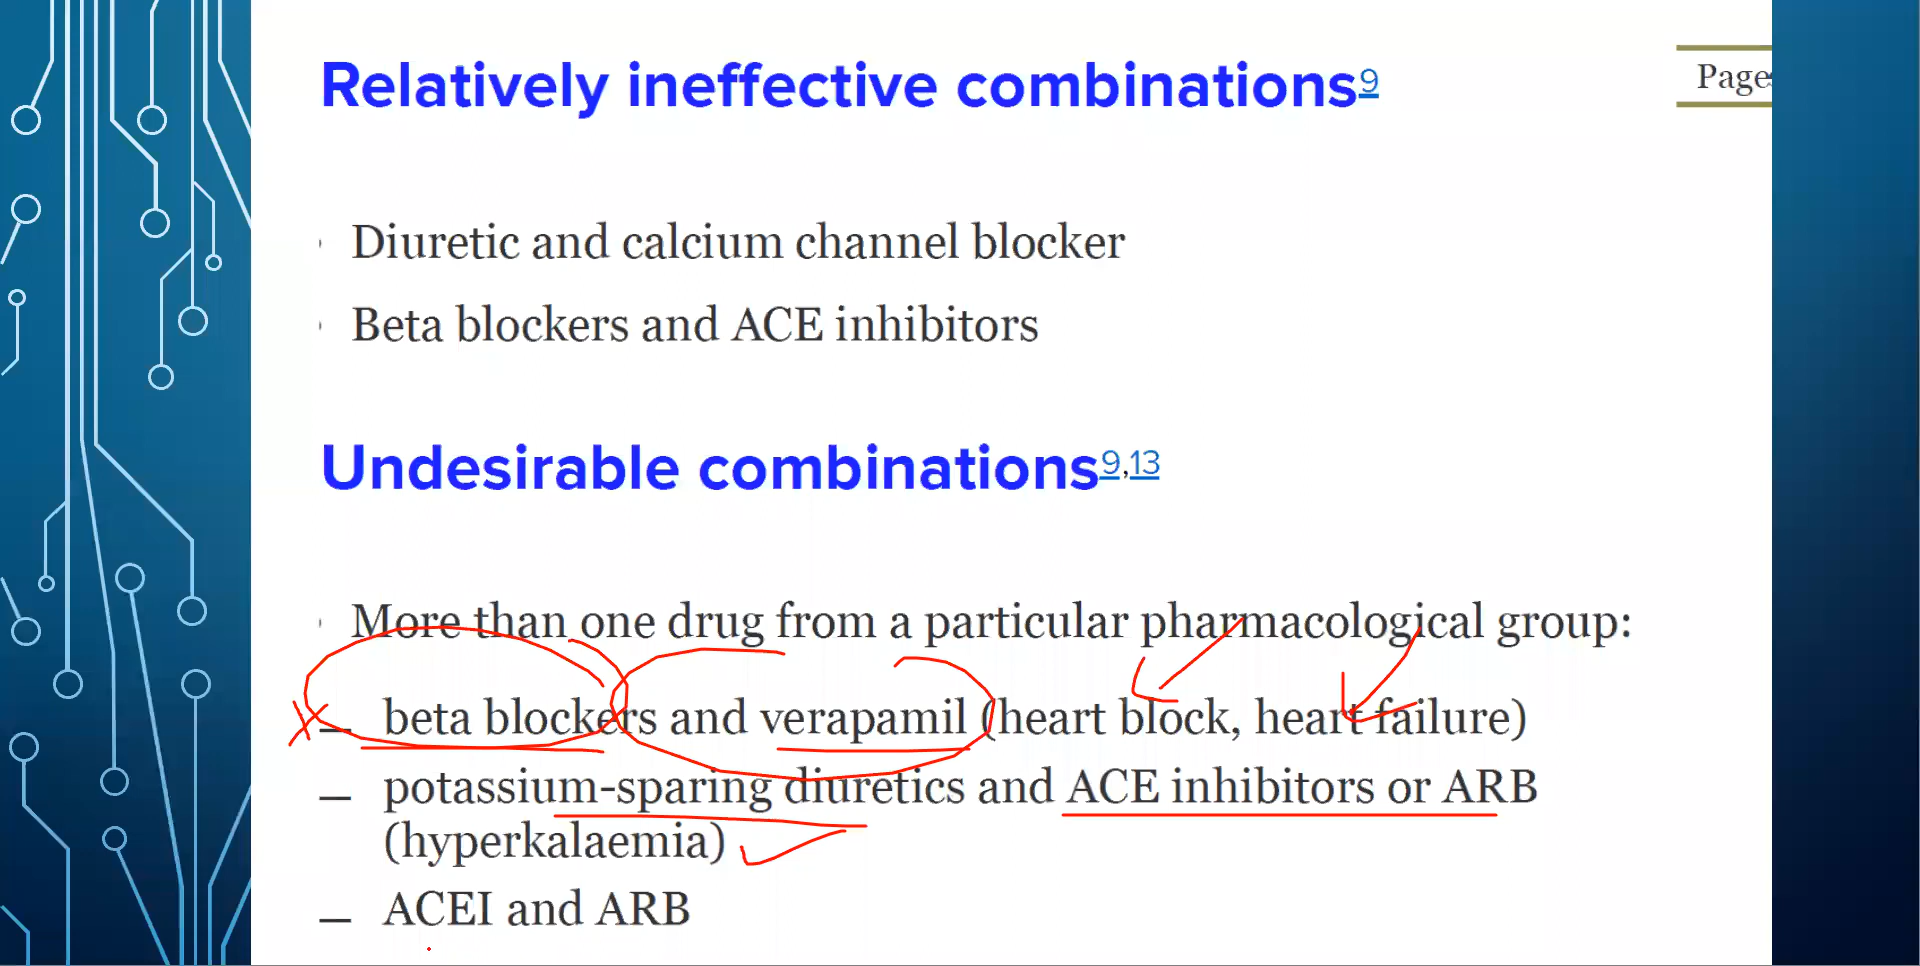 Relatively ineffective combinations9
Page
Diuretic and calcium channel blocker
Beta blockers and ACE inhibitors
Undesirable combinations9,13
More than one drug from a particular pharmacological group:
— beta blockers and verapamil (heart block, heart failure)
— potassium-sparing diuretics and ACE inhibitors or ARB
(hyperkalaemia)
— ACEI and ARB